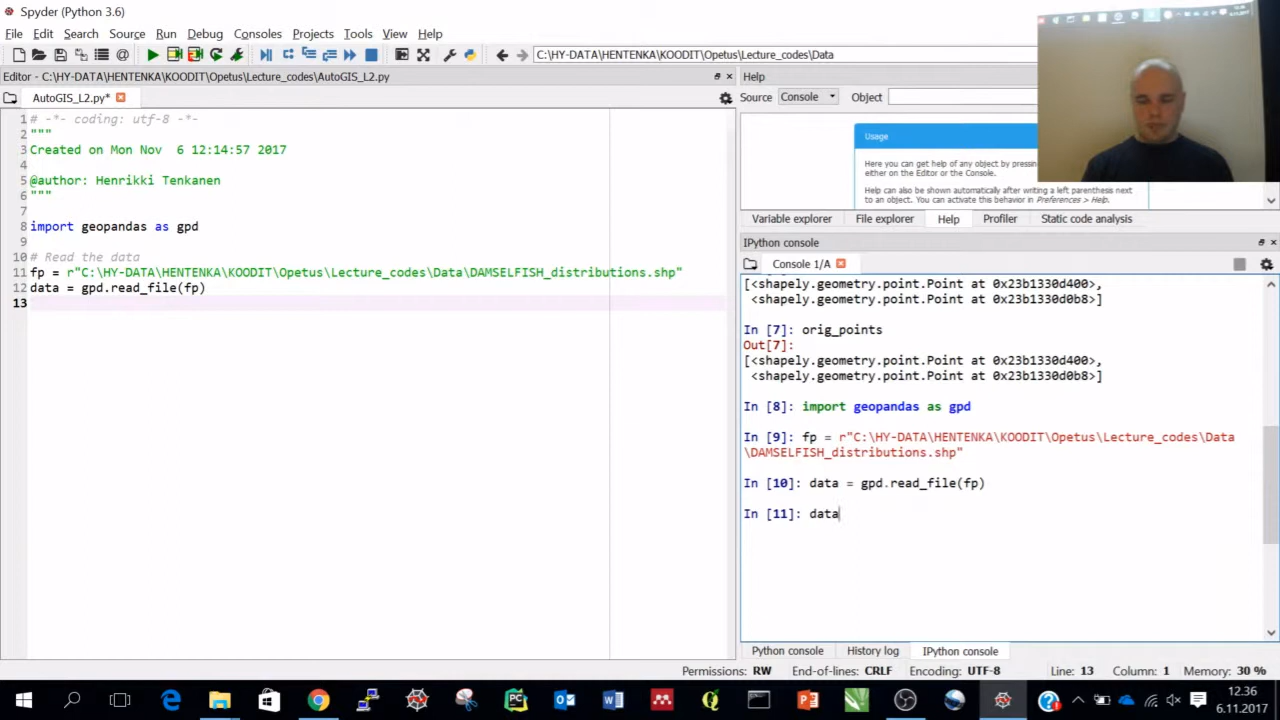 Spyder (Python 3.6)
File Edit Search Source Run Debug Consoles Projects Tools View Help
C:\HY-DATA\HENTENKA\KOODIT\Opetus\Lecture_codes\Data
Editor - C:\HY-DATA\HENTENKA\KOODIT\Opetus\Lecture_codes\AutoGIS_L2.py
AutoGIS_L2.py*
1 # -*- coding: utf-8 -*-
2 """
3 Created on Mon Nov  6 12:14:57 2017
4
5 @author: Henrikki Tenkanen
6 """
7
8 import geopandas as gpd
9
10 # Read the data
11 fp = r"C:\HY-DATA\HENTENKA\KOODIT\Opetus\Lecture_codes\Data\DAMSELFISH_distributions.shp"
12 data = gpd.read_file(fp)
13
Help
Source Console Object
Usage
Here you can get help of any object by pressing
either on the Editor or the Console.
Help can also be shown automatically after writing a left parenthesis next
to an object. You can activate this behavior in Preferences > Help.
Variable explorer File explorer Help Profiler Static code analysis
IPython console
Console 1/A
[<shapely.geometry.point.Point at 0x23b1330d400>,
<shapely.geometry.point.Point at 0x23b1330d0b8>]
In [7]: orig_points
Out[7]:
[<shapely.geometry.point.Point at 0x23b1330d400>,
<shapely.geometry.point.Point at 0x23b1330d0b8>]
In [8]: import geopandas as gpd
In [9]: fp = r"C:\HY-DATA\HENTENKA\KOODIT\Opetus\Lecture_codes\Data
\DAMSELFISH_distributions.shp"
In [10]: data = gpd.read_file(fp)
In [11]: data
Python console History log IPython console
Permissions: RW End-of-lines: CRLF Encoding: UTF-8 Line: 13 Column: 1 Memory: 30 %
12.36
6.11.2017